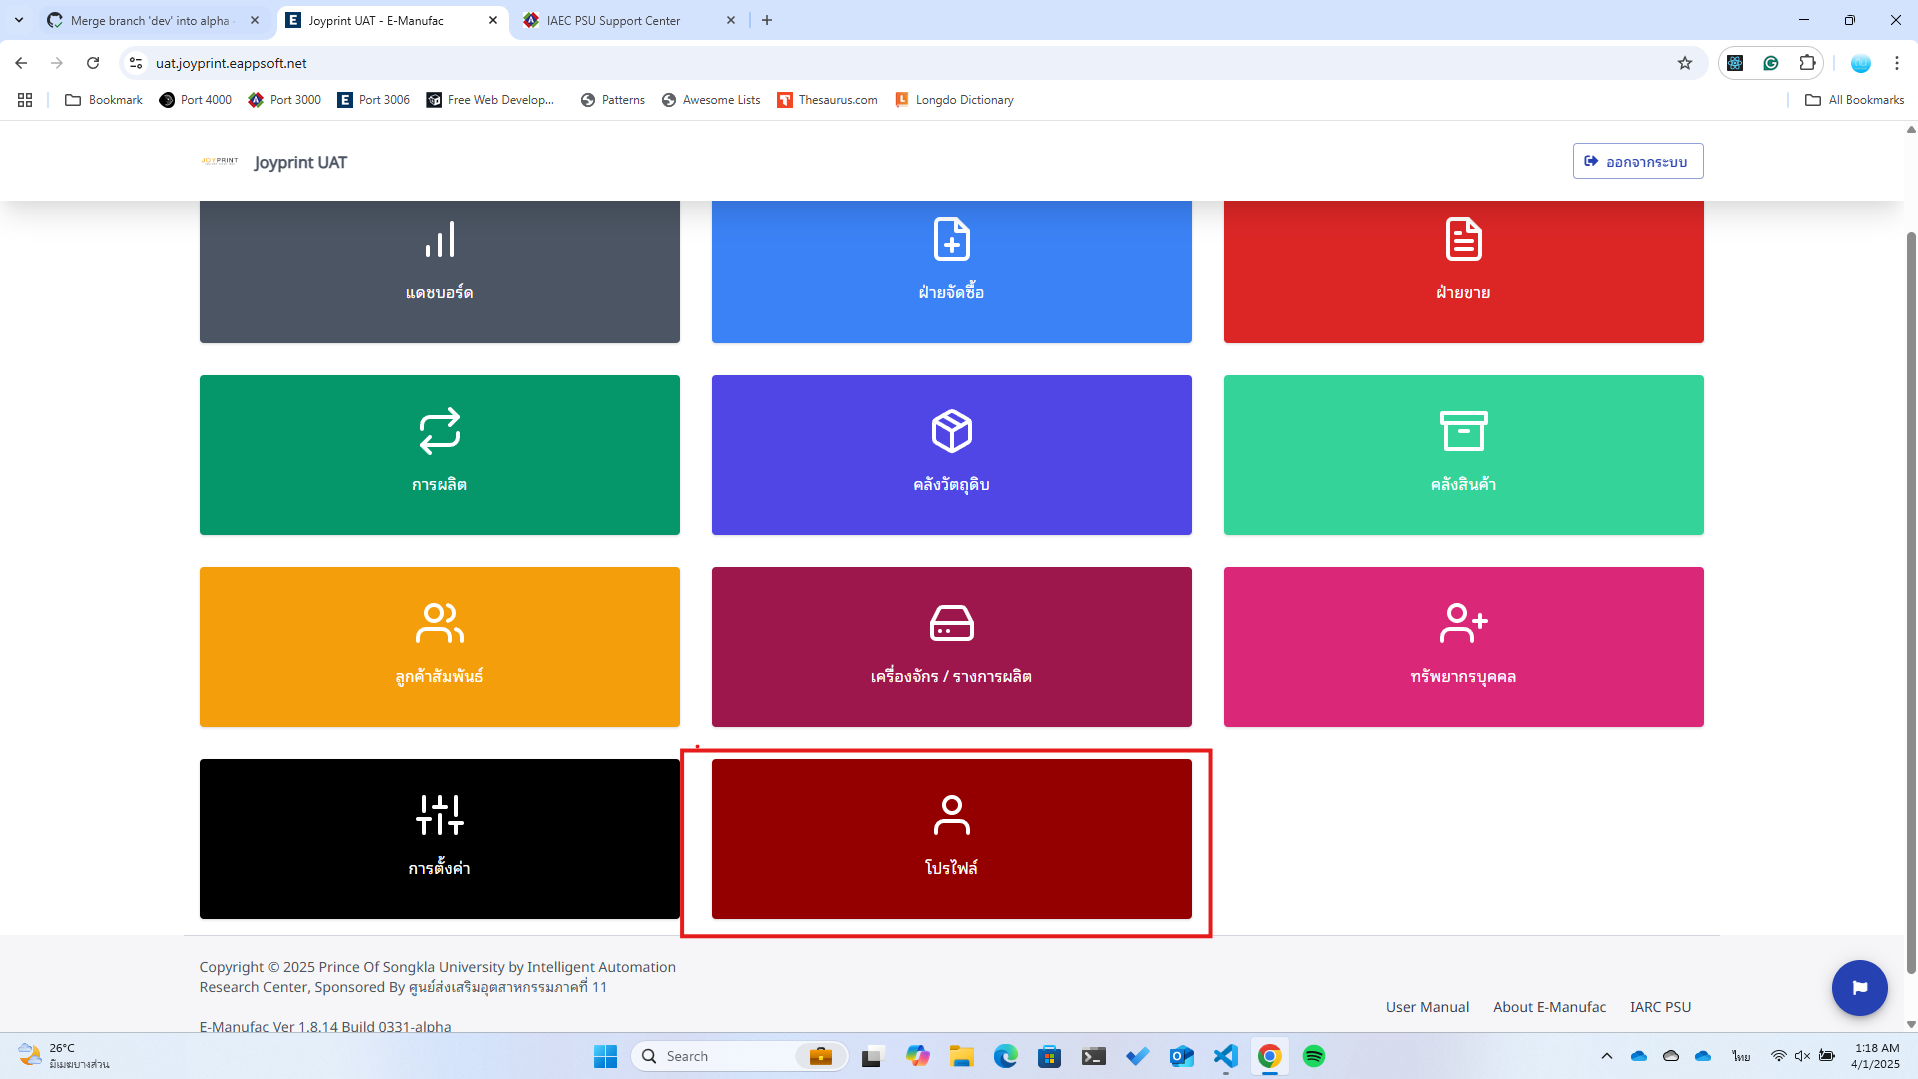 Merge branch 'dev' into alpha
Joyprint UAT - E-Manufac
IAEC PSU Support Center
uat.joyprint.eappsoft.net
Bookmark
Port 4000
Port 3000
Port 3006
Free Web Develop...
Patterns
Awesome Lists
Thesaurus.com
Longdo Dictionary
All Bookmarks
JOYPRINT
Joyprint UAT
ออกจากระบบ
แดชบอร์ด
ฝ่ายจัดซื้อ
ฝ่ายขาย
การผลิต
คลังวัตถุดิบ
คลังสินค้า
ลูกค้าสัมพันธ์
เครื่องจักร / รางการผลิต
ทรัพยากรบุคคล
การตั้งค่า
โปรไฟล์
Copyright © 2025 Prince Of Songkla University by Intelligent Automation
Research Center, Sponsored By ศูนย์ส่งเสริมอุตสาหกรรมภาคที่ 11
E-Manufac Ver 1.8.14 Build 0331-alpha
User Manual
About E-Manufac
IARC PSU
26°C
มีเมฆบางส่วน
Search
ไทย
1:18 AM
4/1/2025